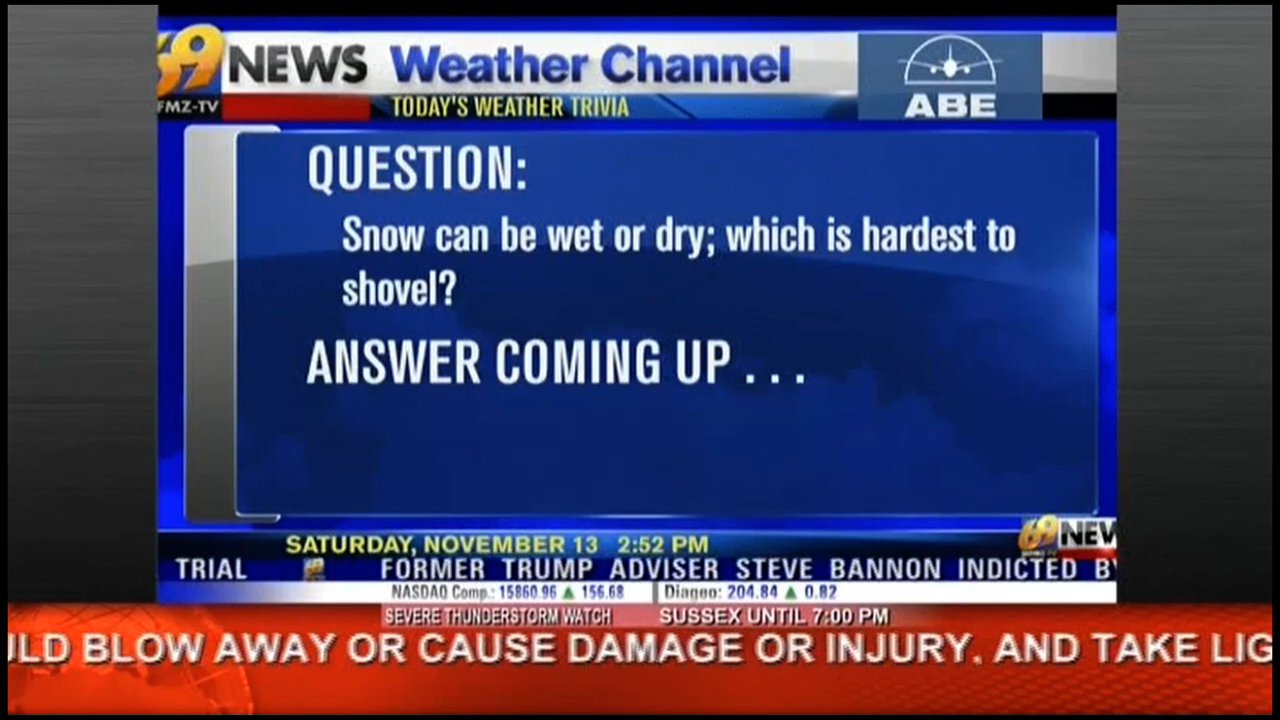 69 NEWS Weather Channel
FMZ-TV
TODAY'S WEATHER TRIVIA
ABE
QUESTION:
Snow can be wet or dry; which is hardest to
shovel?
ANSWER COMING UP . . .
SATURDAY, NOVEMBER 13 2:52 PM
69 NEW
TRIAL FORMER TRUMP ADVISER STEVE BANNON INDICTED B
NASDAQ Comp.: 15860.96 ▲ 156.68 Diageo: 204.84 ▲ 0.82
SEVERE THUNDERSTORM WATCH SUSSEX UNTIL 7:00 PM
ULD BLOW AWAY OR CAUSE DAMAGE OR INJURY, AND TAKE LIG